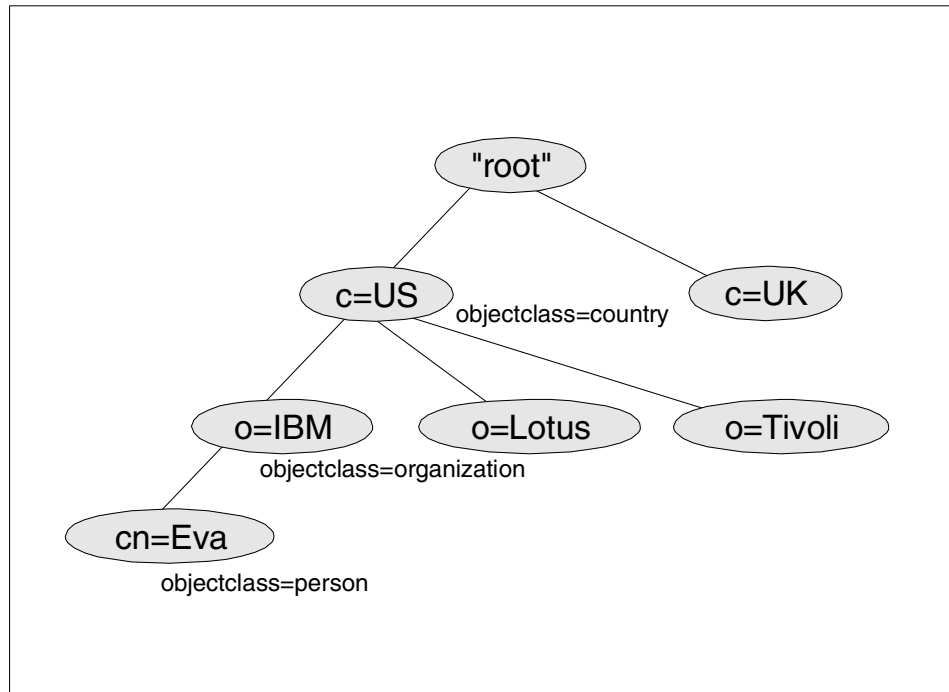 "root"
c=US
c=UK
objectclass=country
o=IBM
o=Lotus
o=Tivoli
objectclass=organization
cn=Eva
objectclass=person